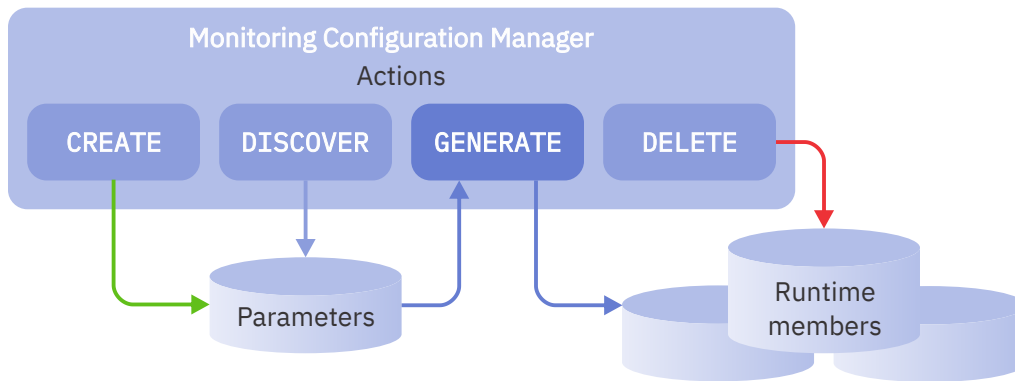 Monitoring Configuration Manager
Actions
CREATE
DISCOVER
GENERATE
DELETE
Parameters
Runtime
members